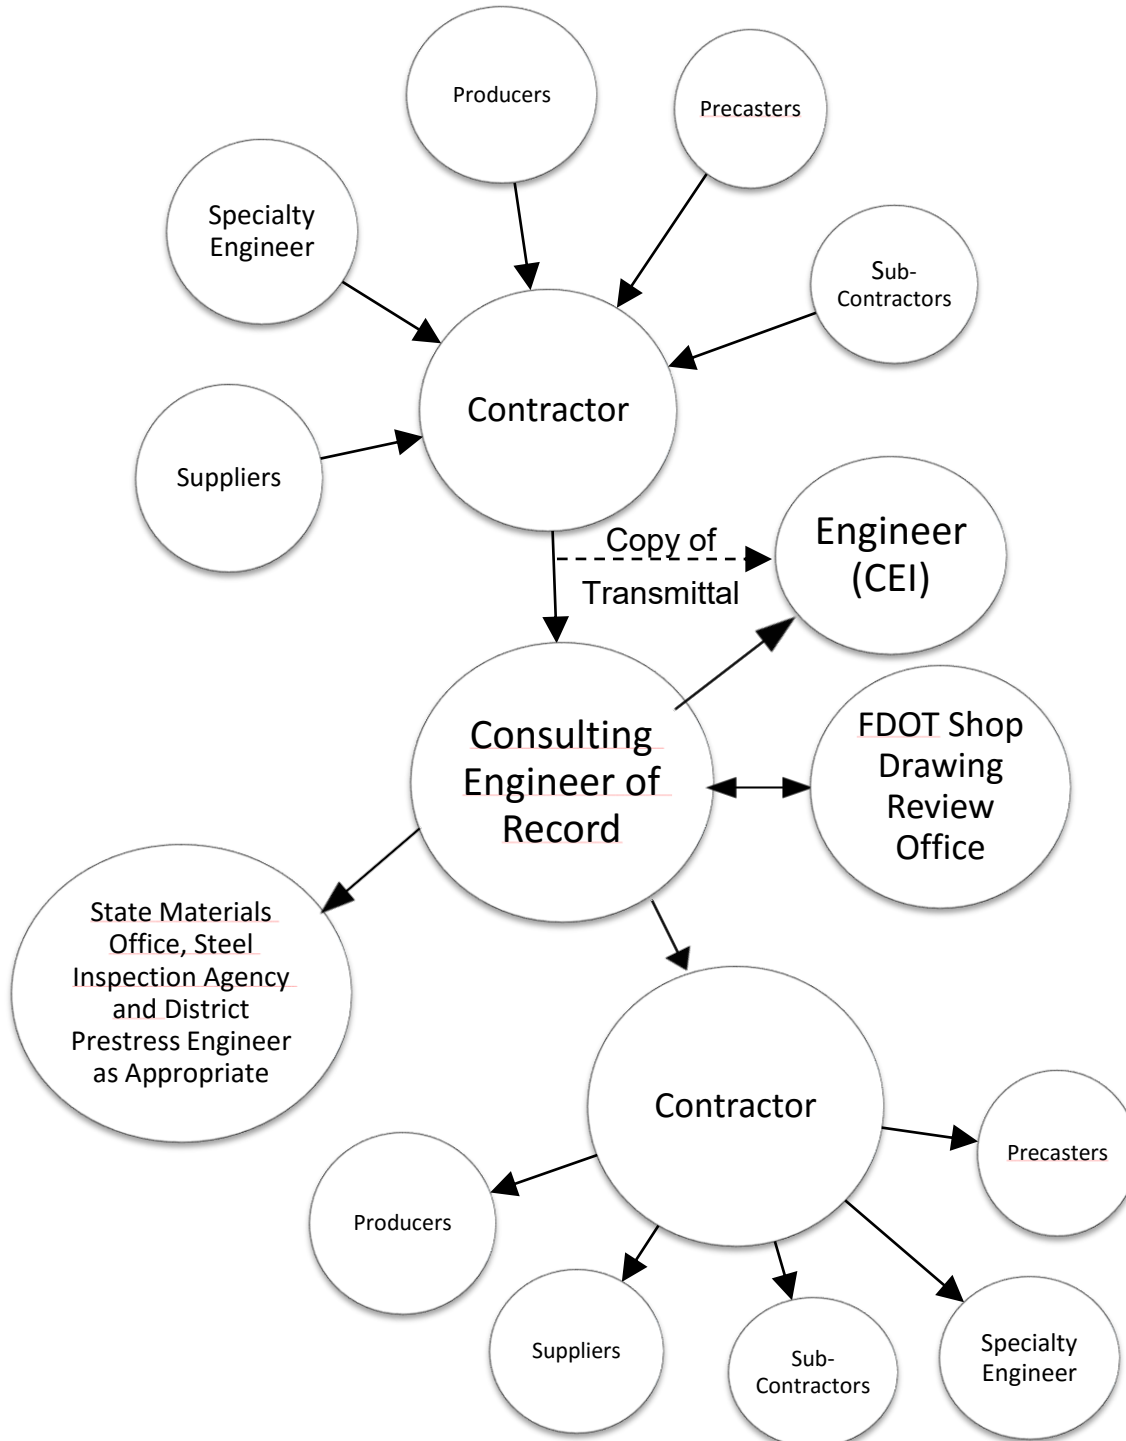 Producers
Precasters
Specialty
Engineer
Sub-
Contractors
Contractor
Suppliers
Copy of
Transmittal
Engineer
(CEI)
Consulting
Engineer of
Record
FDOT Shop
Drawing
Review
Office
State Materials
Office, Steel
Inspection Agency
and District
Prestress Engineer
as Appropriate
Contractor
Precasters
Producers
Suppliers
Sub-
Contractors
Specialty
Engineer